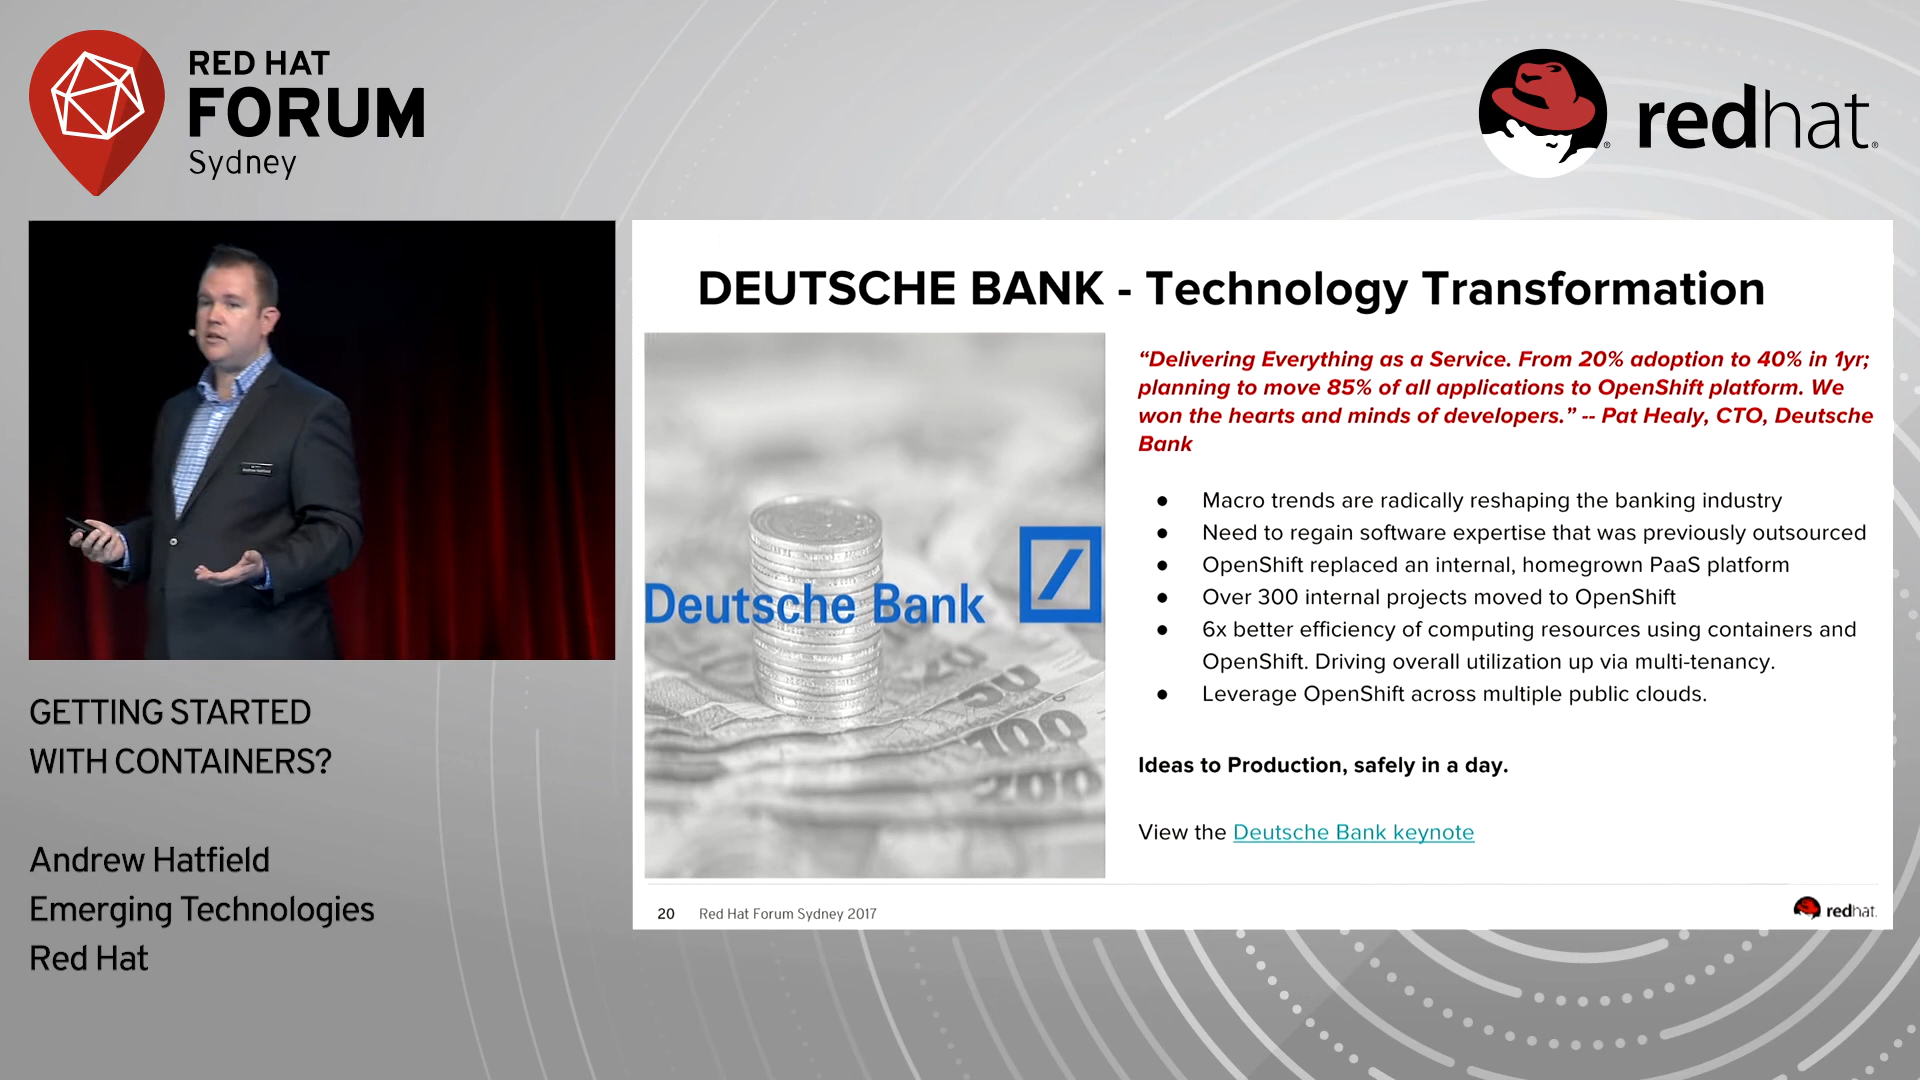 RED HAT
FORUM
Sydney
redhat.
GETTING STARTED
WITH CONTAINERS?
Andrew Hatfield
Emerging Technologies
Red Hat
DEUTSCHE BANK - Technology Transformation
Deutsche Bank
20
50
100
200
“Delivering Everything as a Service. From 20% adoption to 40% in 1yr;
planning to move 85% of all applications to OpenShift platform. We
won the hearts and minds of developers.” -- Pat Healy, CTO, Deutsche
Bank
● Macro trends are radically reshaping the banking industry
● Need to regain software expertise that was previously outsourced
● OpenShift replaced an internal, homegrown PaaS platform
● Over 300 internal projects moved to OpenShift
● 6x better efficiency of computing resources using containers and
OpenShift. Driving overall utilization up via multi-tenancy.
● Leverage OpenShift across multiple public clouds.
Ideas to Production, safely in a day.
View the Deutsche Bank keynote
20 Red Hat Forum Sydney 2017
redhat.